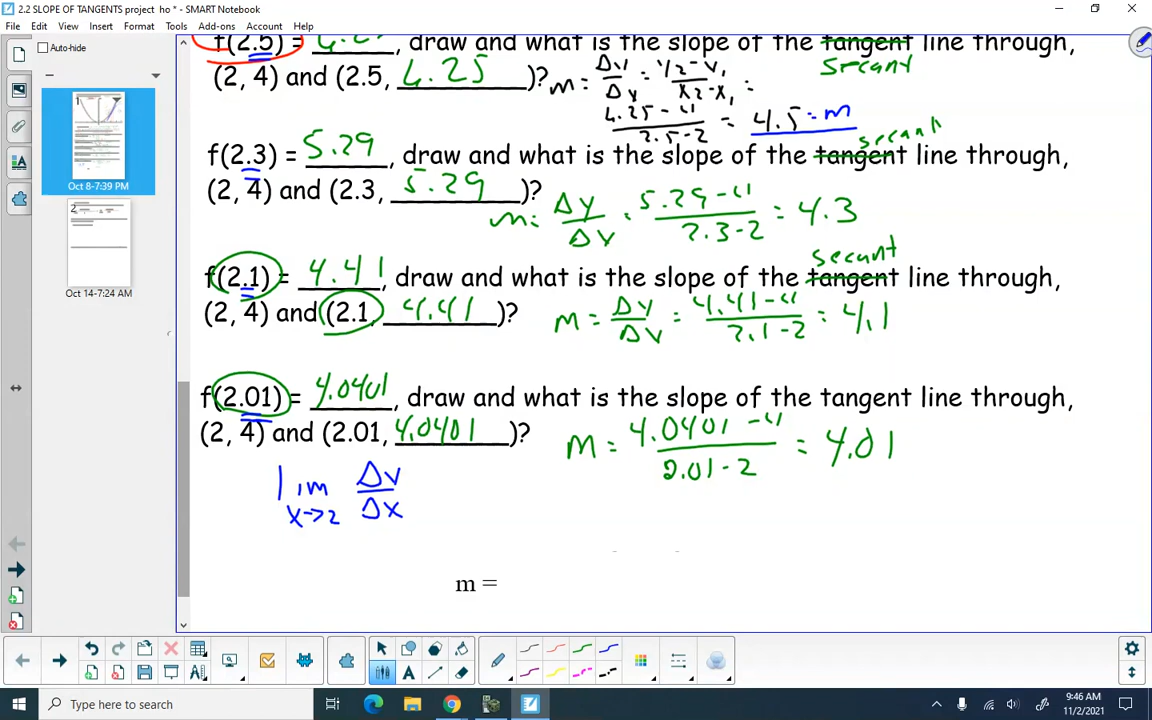 2.2 SLOPE OF TANGENTS project ho * - SMART Notebook
File Edit View Insert Format Tools Add-ons Account Help
Auto-hide
1
Oct 8-7:39 PM
2
Oct 14-7:24 AM
f(2.5) = , draw and what is the slope of the tangent line through,
secant
(2, 4) and (2.5, 6.25 )? m = Δy/Δx = y2-y1/x2-x1 =
6.25-4/2.5-2 = 4.5 = m
secant
f(2.3) = 5.29 , draw and what is the slope of the tangent line through,
(2, 4) and (2.3, 5.29 )?
m = Δy/Δx = 5.29-4/2.3-2 = 4.3
secant
f(2.1) = 4.41 , draw and what is the slope of the tangent line through,
(2, 4) and (2.1, 4.41 )? m = Δy/Δx = 4.41-4/2.1-2 = 4.1
f(2.01) = 4.0401 , draw and what is the slope of the tangent line through,
(2, 4) and (2.01, 4.0401 )? m = 4.0401-4/2.01-2 = 4.01
lim x→2 Δy/Δx
m =
Type here to search
9:46 AM
11/2/2021